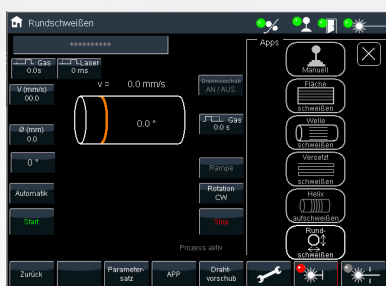 Rundschweißen
**********
Apps
Gas
0.0s
Laser
0 ms
v = 0.0 mm/s
Drahtvorschub
AN / AUS
Manuell
V (mm/s)
00.0
Fläche
schweißen
Ø (mm)
0.0
0.0 °
Gas
0.0 s
Welle
schweißen
0 °
Rampe
Versetzt
schweißen
Automatik
Rotation
CW
Helix
aufschweißen
Start
Stop
Rund-
schweißen
Prozess aktiv
Zurück
Parameter-
satz
APP
Draht-
vorschub